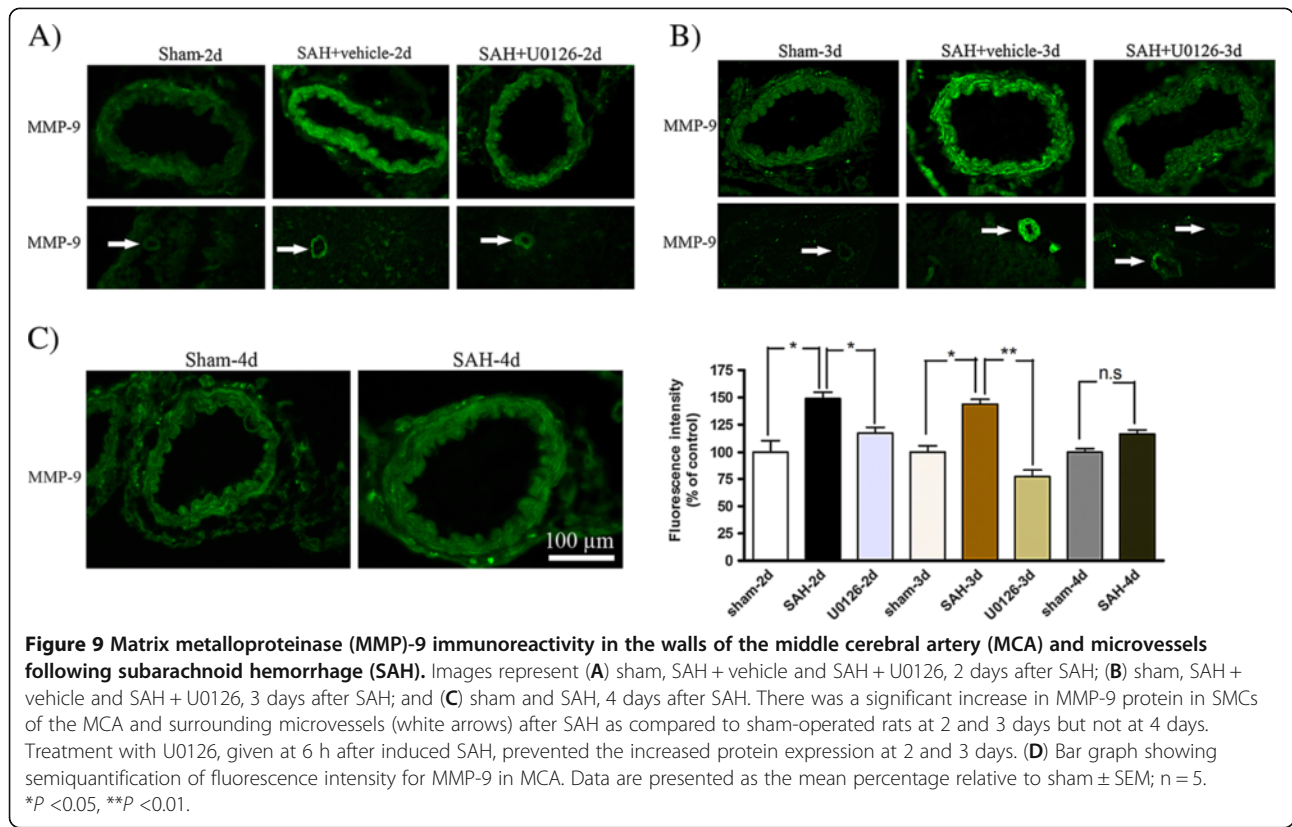 A)
Sham-2d SAH+vehicle-2d SAH+U0126-2d
MMP-9
MMP-9
B)
Sham-3d SAH+vehicle-3d SAH+U0126-3d
MMP-9
MMP-9
C)
Sham-4d SAH-4d
MMP-9
100 µm
Fluorescence intensity
(% of control)
175
150
125
100
75
50
25
0
* * * ** n.s
sham-2d SAH-2d U0126-2d sham-3d SAH-3d U0126-3d sham-4d SAH-4d
Figure 9 Matrix metalloproteinase (MMP)-9 immunoreactivity in the walls of the middle cerebral artery (MCA) and microvessels
following subarachnoid hemorrhage (SAH). Images represent (A) sham, SAH + vehicle and SAH + U0126, 2 days after SAH; (B) sham, SAH +
vehicle and SAH + U0126, 3 days after SAH; and (C) sham and SAH, 4 days after SAH. There was a significant increase in MMP-9 protein in SMCs
of the MCA and surrounding microvessels (white arrows) after SAH as compared to sham-operated rats at 2 and 3 days but not at 4 days.
Treatment with U0126, given at 6 h after induced SAH, prevented the increased protein expression at 2 and 3 days. (D) Bar graph showing
semiquantification of fluorescence intensity for MMP-9 in MCA. Data are presented as the mean percentage relative to sham ± SEM; n = 5.
*P <0.05, **P <0.01.